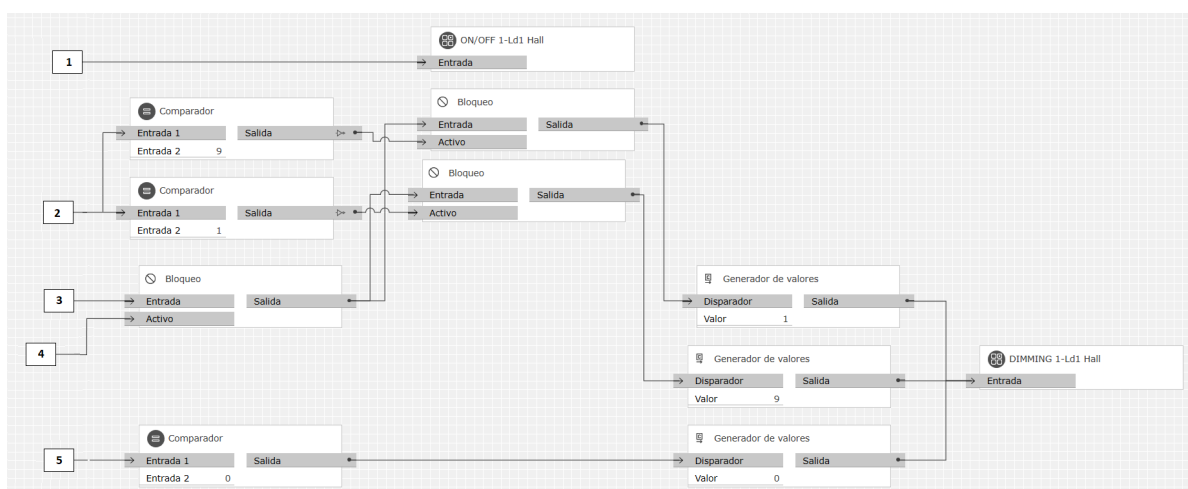 ON/OFF 1-Ld1 Hall
1
Entrada
Bloqueo
Comparador
Entrada Salida
Entrada 1 Salida
Activo
Entrada 2 9
Bloqueo
Comparador
Entrada Salida
2
Entrada 1 Salida
Activo
Entrada 2 1
Bloqueo
Generador de valores
3
Entrada Salida
Disparador Salida
Activo
Valor 1
4
Generador de valores
DIMMING 1-Ld1 Hall
Disparador Salida
Entrada
Valor 9
Comparador
Generador de valores
5
Entrada 1 Salida
Disparador Salida
Entrada 2 0
Valor 0